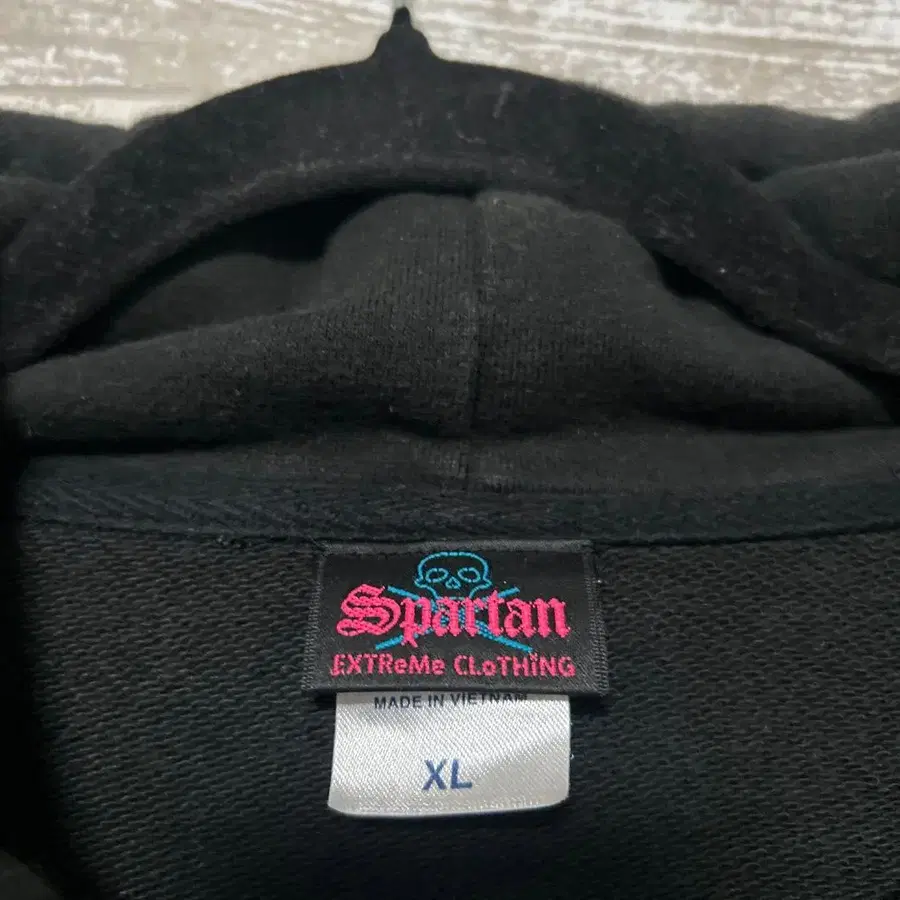 Spartan
EXTReMe CLoTHiNG
MADE IN VIETNAM
XL